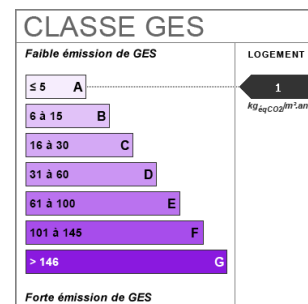 CLASSE GES
Faible émission de GES
LOGEMENT
≤ 5 A
1
kgéqCO2/m².an
6 à 15 B
16 à 30 C
31 à 60 D
61 à 100 E
101 à 145 F
> 146 G
Forte émission de GES